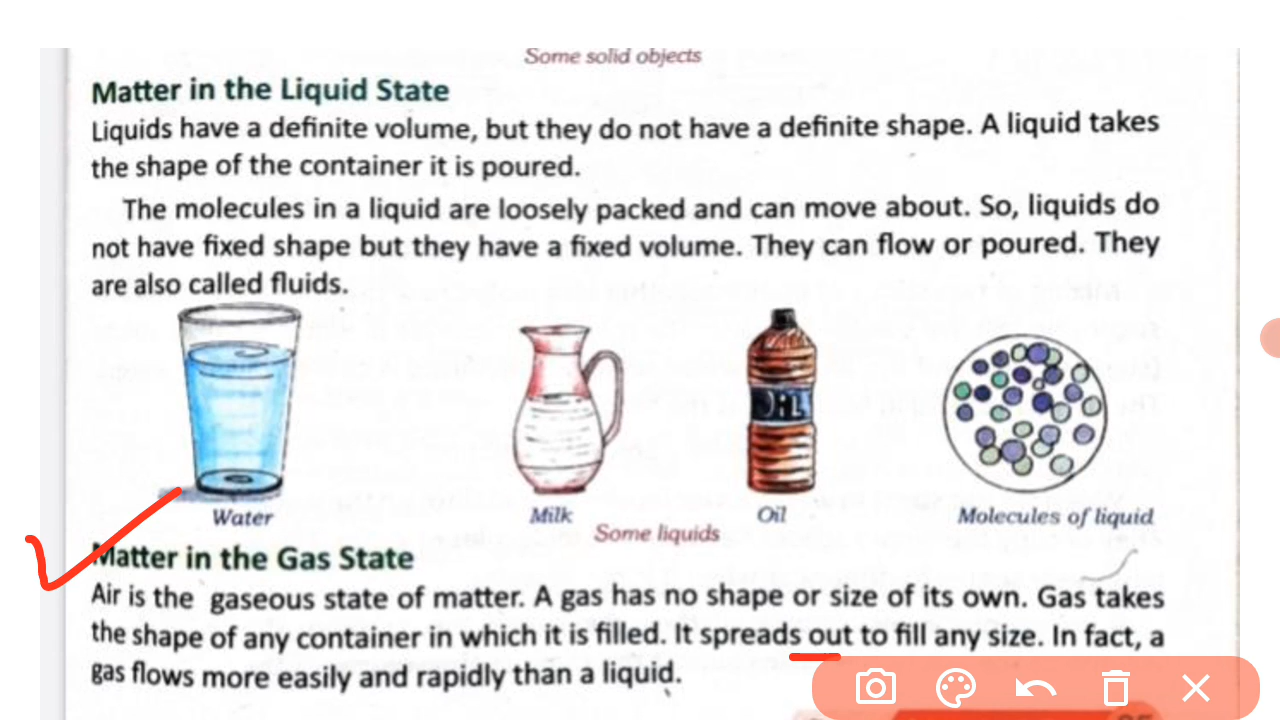 Some solid objects
Matter in the Liquid State
Liquids have a definite volume, but they do not have a definite shape. A liquid takes
the shape of the container it is poured.
The molecules in a liquid are loosely packed and can move about. So, liquids do
not have fixed shape but they have a fixed volume. They can flow or poured. They
are also called fluids.
OIL
Water
Milk
Oil
Molecules of liquid
Some liquids
Matter in the Gas State
Air is the gaseous state of matter. A gas has no shape or size of its own. Gas takes
the shape of any container in which it is filled. It spreads out to fill any size. In fact, a
gas flows more easily and rapidly than a liquid.